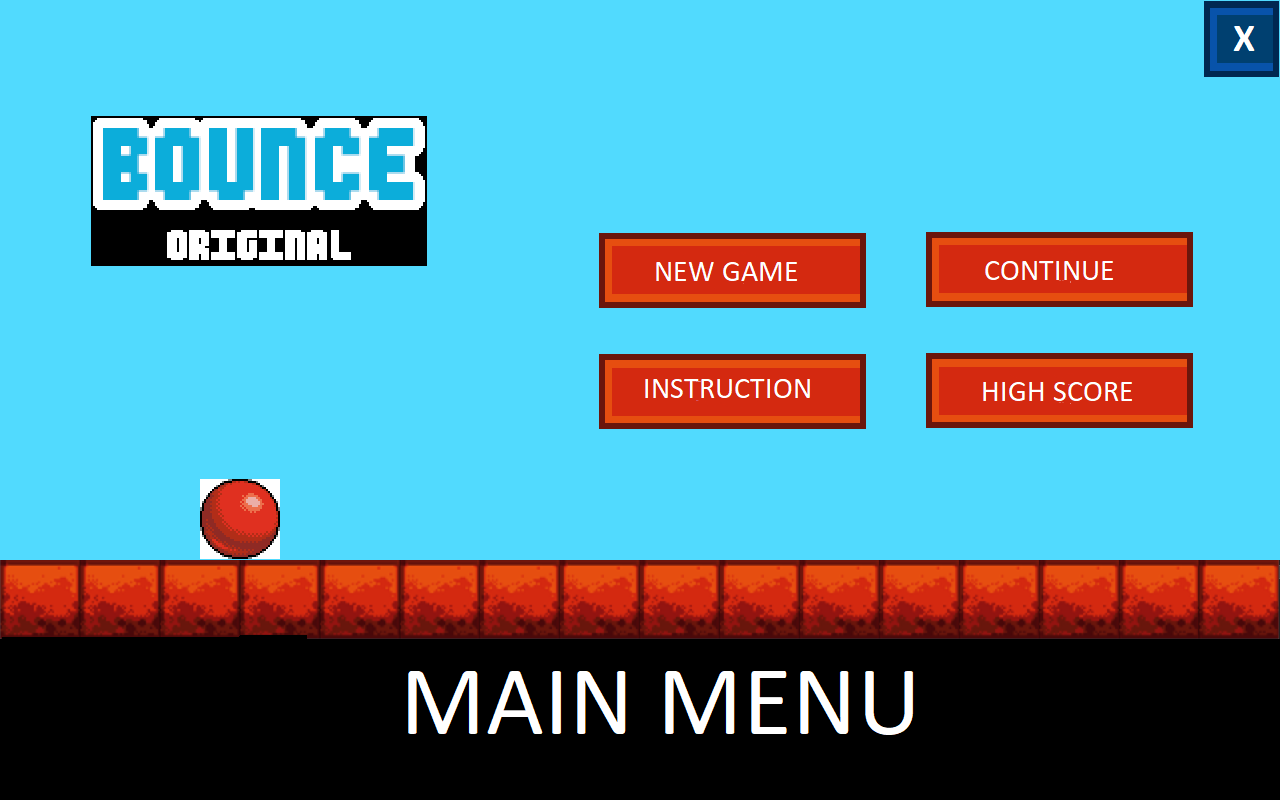 X
BOUNCE
ORIGINAL
NEW GAME
CONTINUE
INSTRUCTION
HIGH SCORE
MAIN MENU